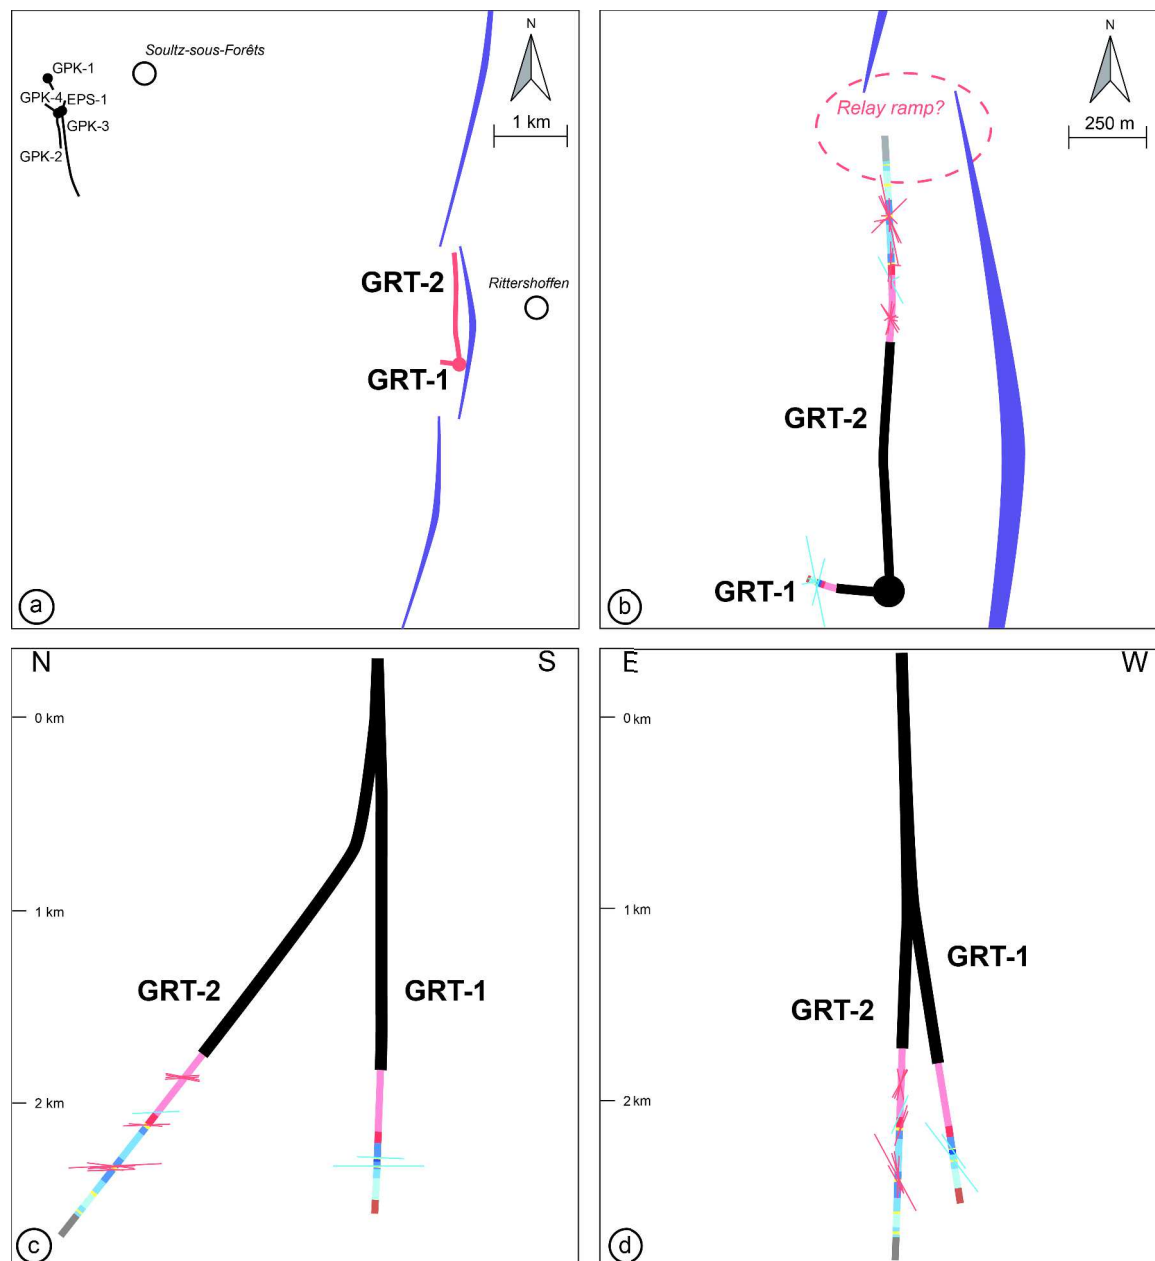 Soultz-sous-Forêts
GPK-1
GPK-4 EPS-1
GPK-3
GPK-2
N
1 km
GRT-2
Rittershoffen
GRT-1
a
N
Relay ramp?
250 m
GRT-2
GRT-1
b
N
S
0 km
1 km
GRT-2
GRT-1
2 km
c
E
W
0 km
1 km
GRT-1
GRT-2
2 km
d